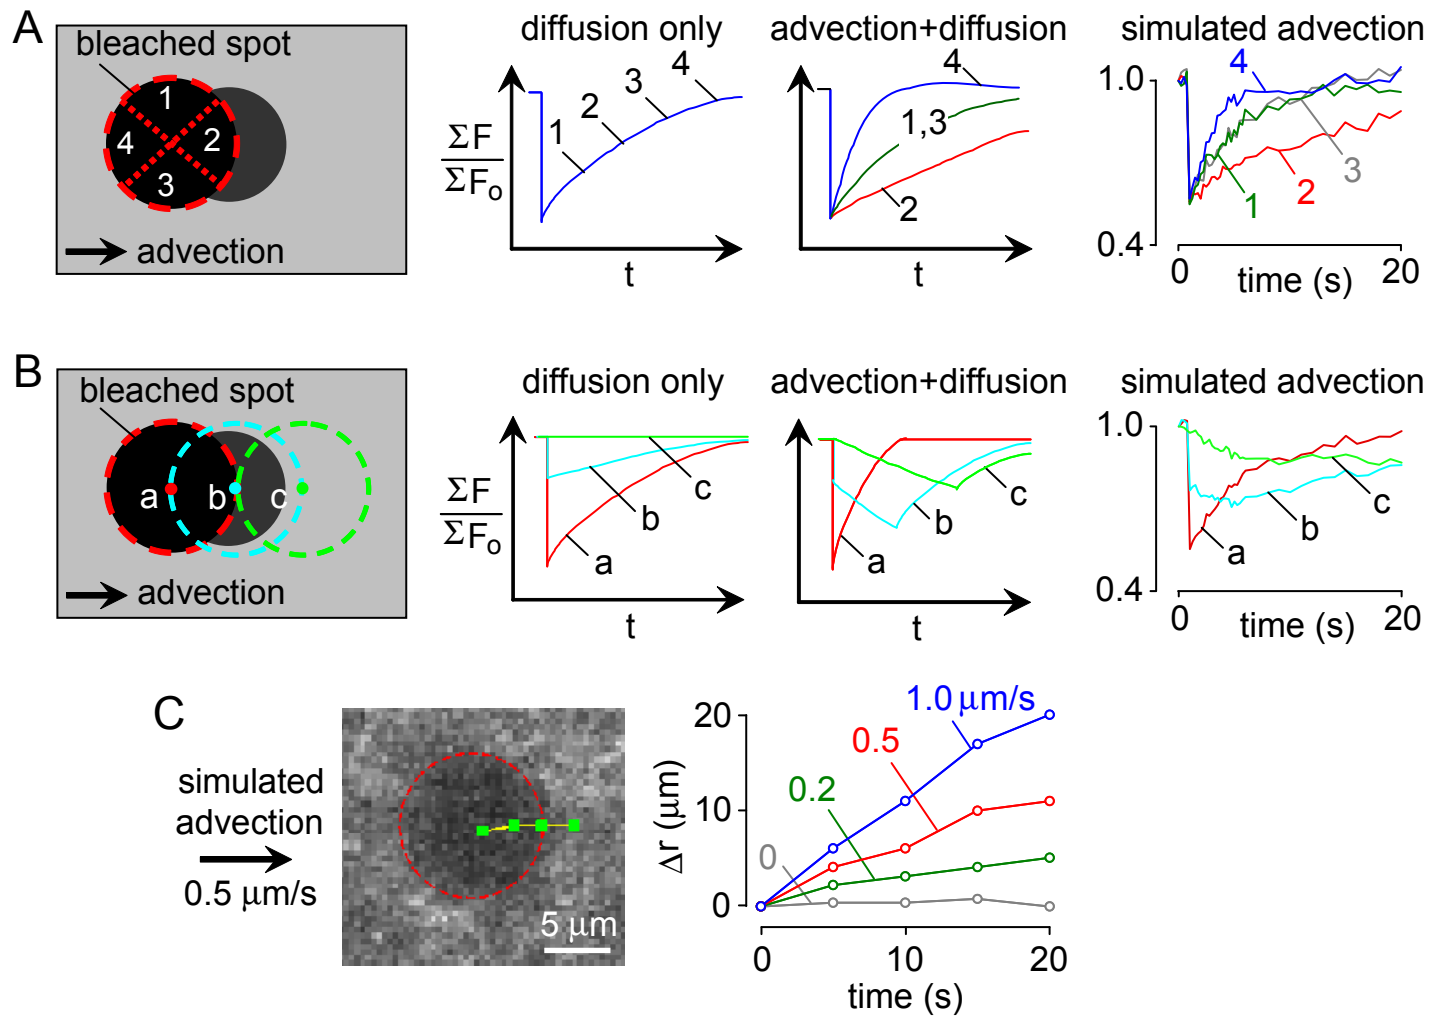 A
bleached spot
1
4 2
3
advection
diffusion only
ΣF
ΣFo
1 2 3 4
t
advection+diffusion
4
1,3
2
t
simulated advection
1.0
0.4
4
3
2
1
0 20
time (s)
B
bleached spot
a b c
advection
diffusion only
ΣF
ΣFo
c
b
a
t
advection+diffusion
c
b
a
t
simulated advection
1.0
0.4
c
b
a
0 20
time (s)
C
simulated
advection
0.5 μm/s
5 μm
Δr (μm)
20
10
0
1.0 μm/s
0.5
0.2
0
0 10 20
time (s)